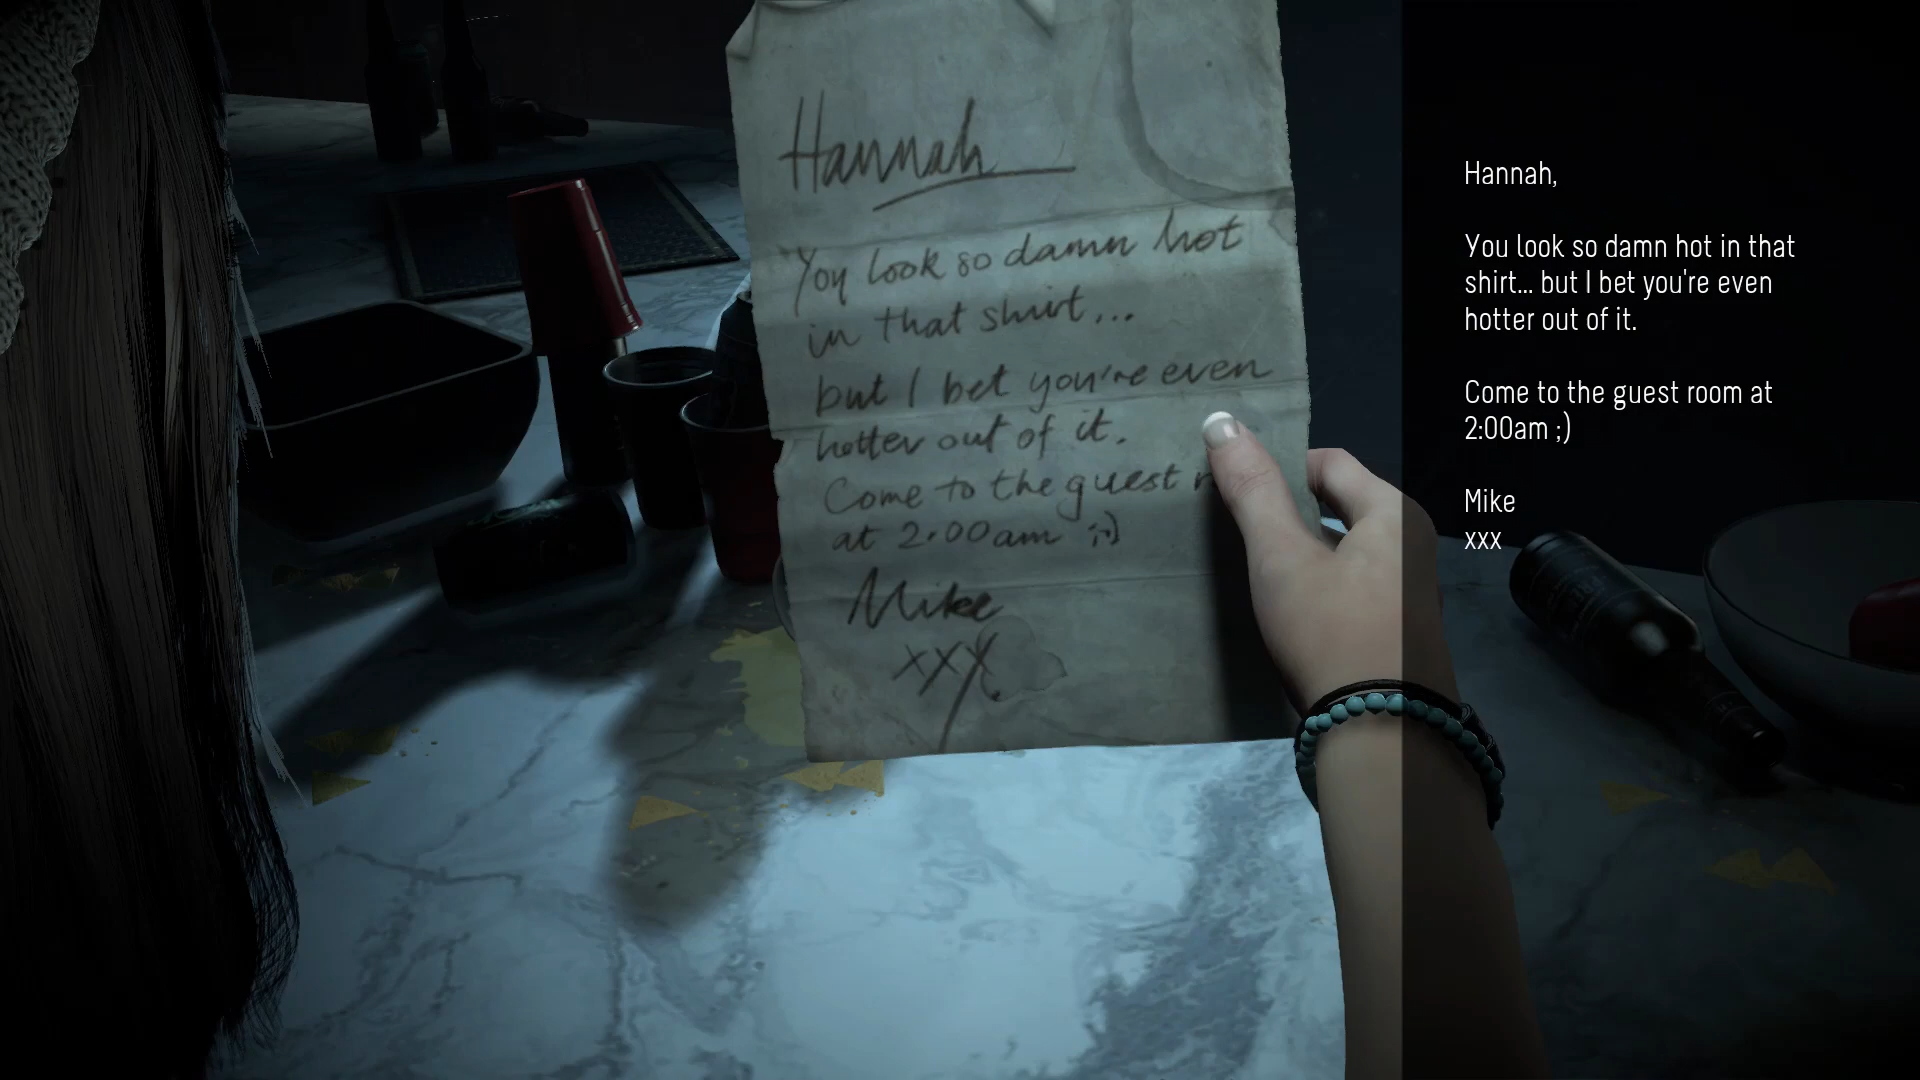 Hannah
You look so damn hot
in that shirt...
but I bet you're even
hotter out of it.
Come to the guest r
at 2.00am ;)
Mike
xxx
Hannah,
You look so damn hot in that
shirt... but I bet you're even
hotter out of it.
Come to the guest room at
2:00am ;)
Mike
xxx